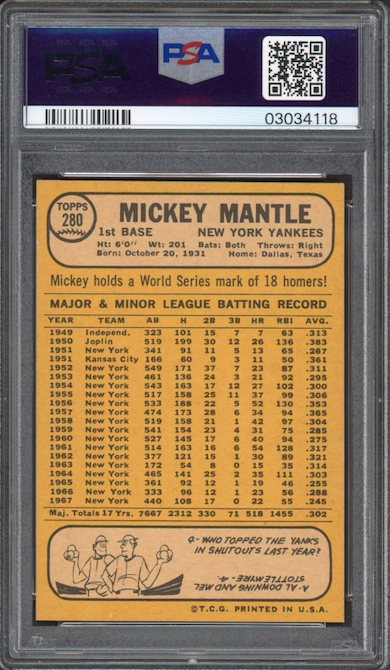 PSA
PSA
03034118
TOPPS
280
MICKEY MANTLE
1st BASE NEW YORK YANKEES
Ht: 6'0" Wt: 201 Bats: Both Throws: Right
Born: October 20, 1931 Home: Dallas, Texas
Mickey holds a World Series mark of 18 homers!
MAJOR & MINOR LEAGUE BATTING RECORD
YEAR TEAM AB H 2B 3B HR RBI AVG.
1949 Independ. 323 101 15 7 7 63 .313
1950 Joplin 519 199 30 12 26 136 .383
1951 New York 341 91 11 5 13 65 .267
1951 Kansas City 166 60 9 3 11 50 .361
1952 New York 549 171 37 7 23 87 .311
1953 New York 461 136 24 3 21 92 .295
1954 New York 543 163 17 12 27 102 .300
1955 New York 517 158 25 11 37 99 .306
1956 New York 533 188 22 5 52 130 .353
1957 New York 474 173 28 6 34 94 .365
1958 New York 519 158 21 1 42 97 .304
1959 New York 541 154 23 4 31 75 .285
1960 New York 527 145 17 6 40 94 .275
1961 New York 514 163 16 6 54 128 .317
1962 New York 377 121 15 1 30 89 .321
1963 New York 172 54 8 0 15 35 .314
1964 New York 465 141 25 2 35 111 .303
1965 New York 361 92 12 1 19 46 .255
1966 New York 333 96 12 1 23 56 .288
1967 New York 440 108 17 0 22 55 .245
Maj. Totals 17 Yrs. 7667 2312 330 71 518 1455 .302
Q-WHO TOPPED THE YANKS
IN SHUTOUTS LAST YEAR?
A. AL DOWNING AND MEL
STOTTLEMYRE-4.
©T.C.G. PRINTED IN U.S.A.